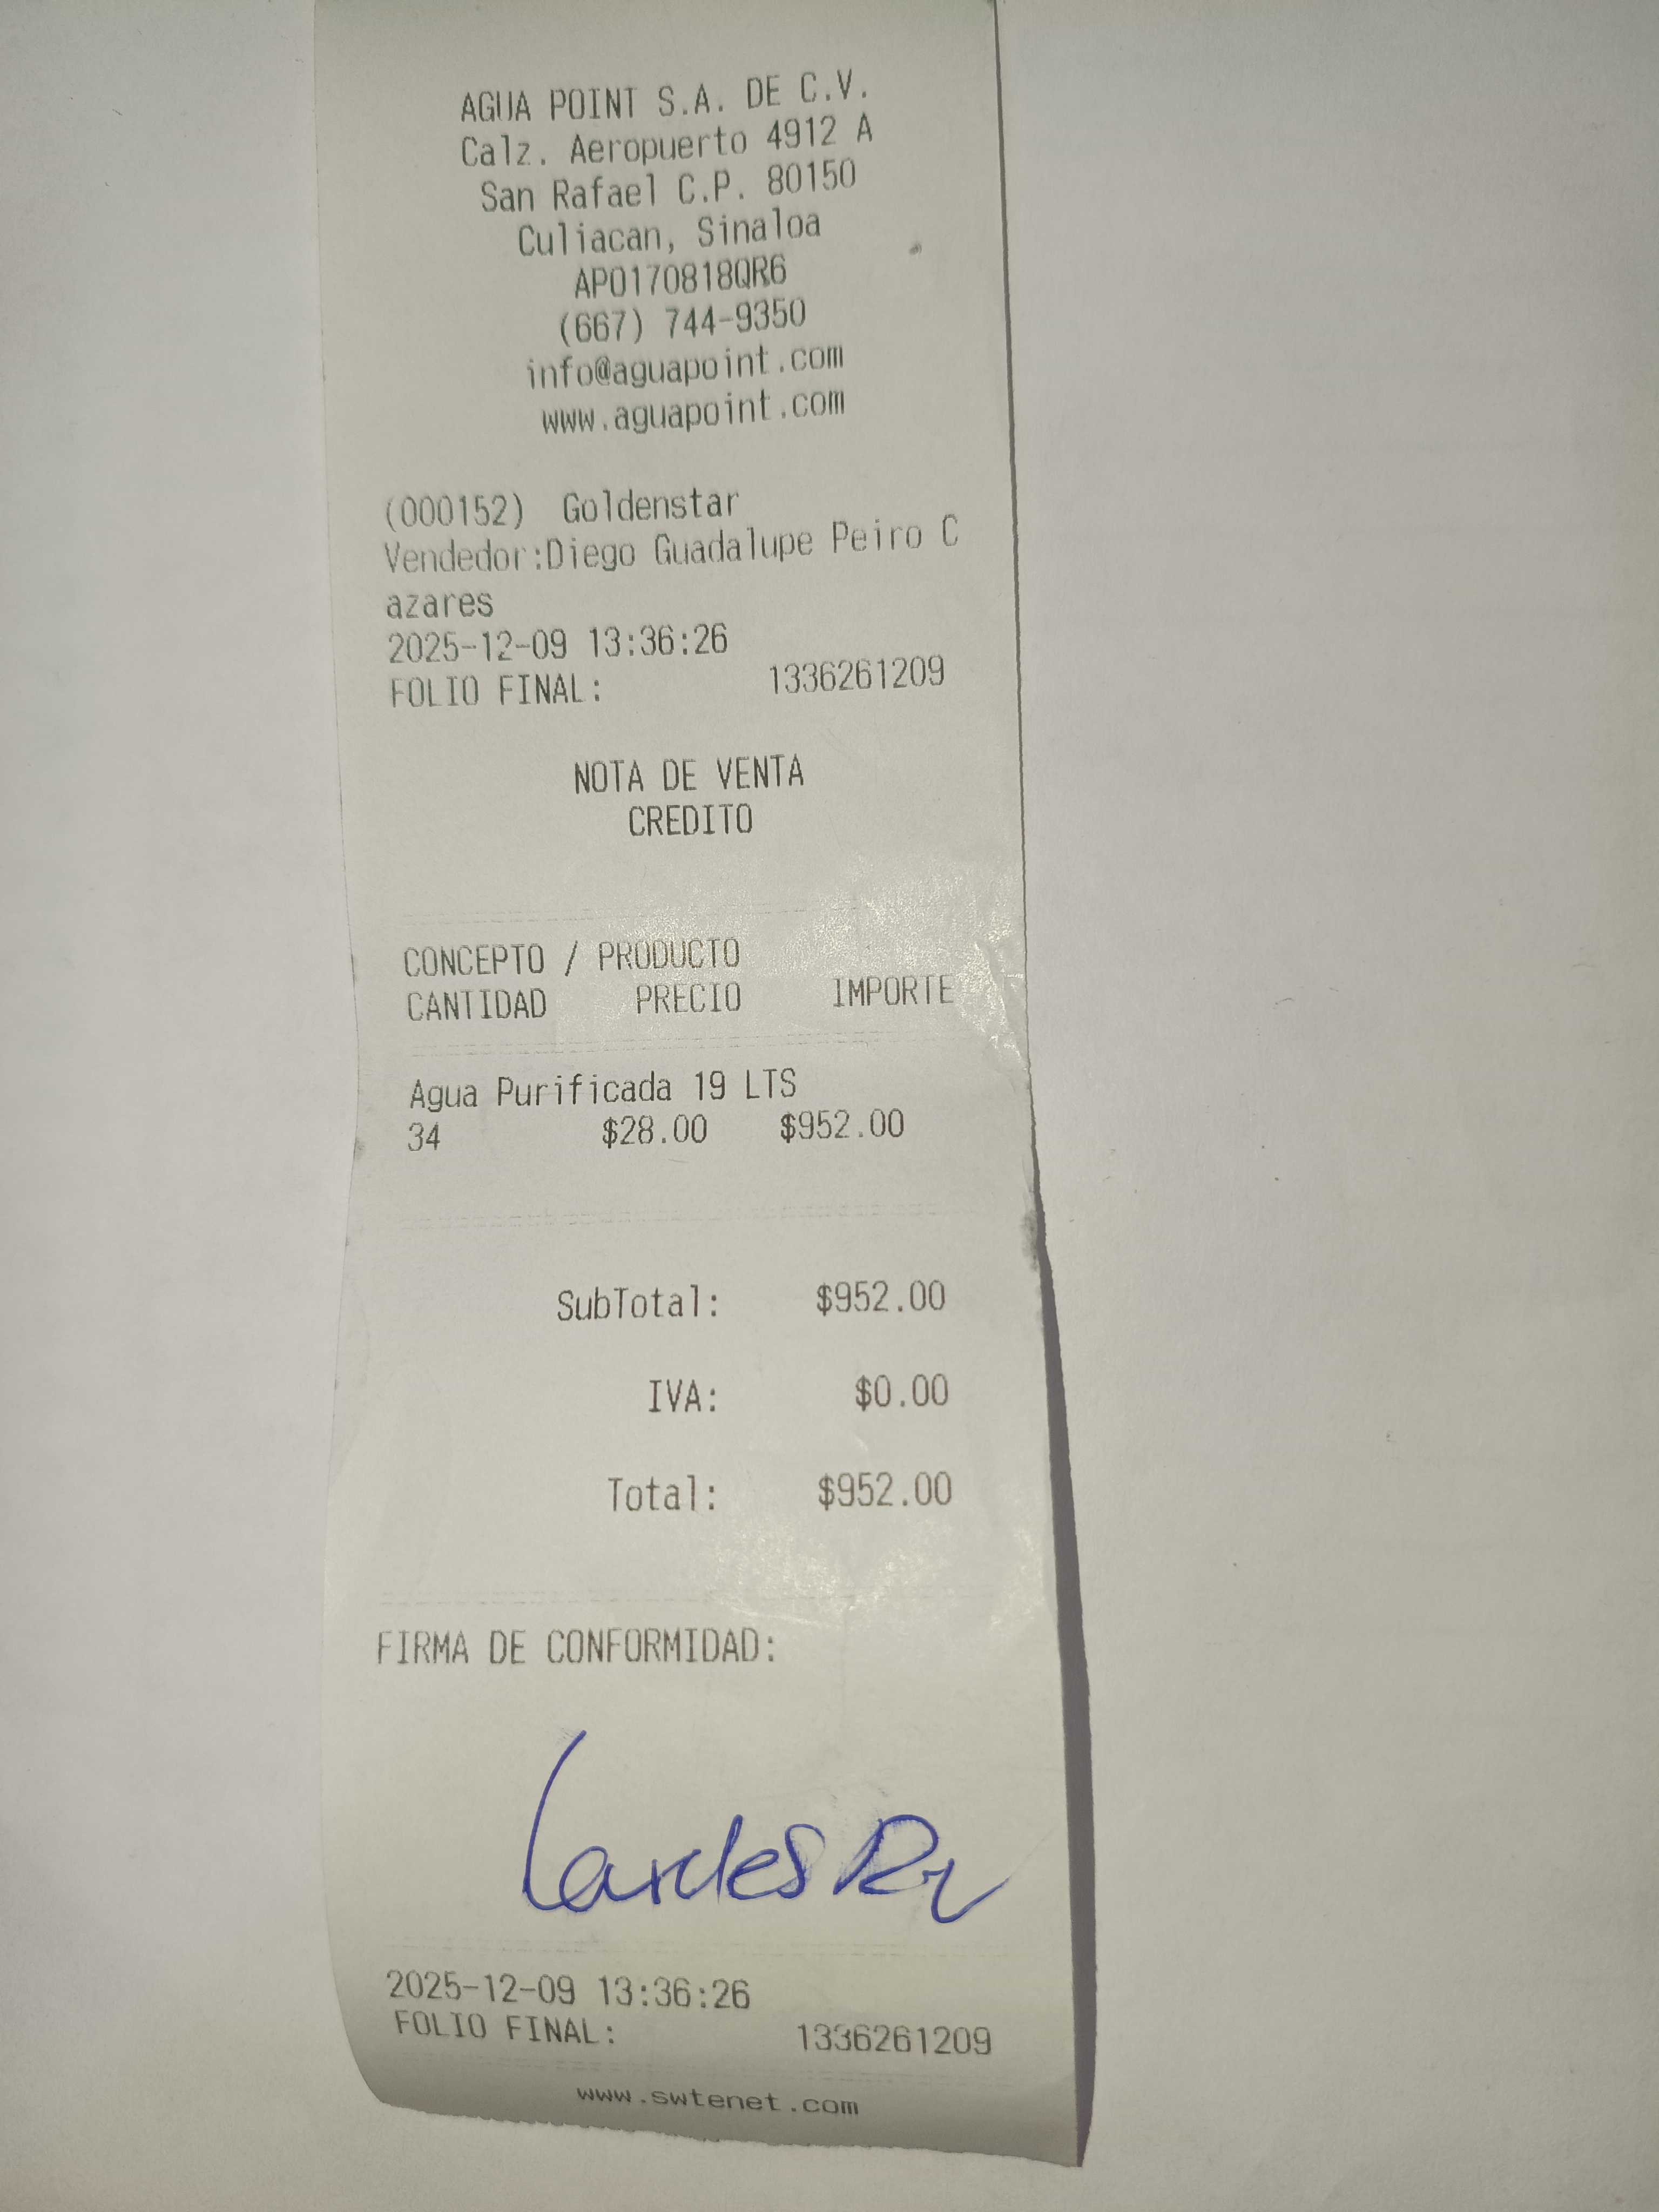 AGUA POINT S.A. DE C.V.
Calz. Aeropuerto 4912 A
San Rafael C.P. 80150
Culiacan, Sinaloa
APO170818QR6
(667) 744-9350
info@aguapoint.com
www.aguapoint.com
(000152) Goldenstar
Vendedor:Diego Guadalupe Peiro C
azares
2025-12-09 13:36:26
FOLIO FINAL: 1336261209
NOTA DE VENTA
CREDITO
CONCEPTO / PRODUCTO
CANTIDAD PRECIO IMPORTE
Agua Purificada 19 LTS
34 $28.00 $952.00
SubTotal: $952.00
IVA: $0.00
Total: $952.00
FIRMA DE CONFORMIDAD:
2025-12-09 13:36:26
FOLIO FINAL: 1336261209
www.swtenet.com